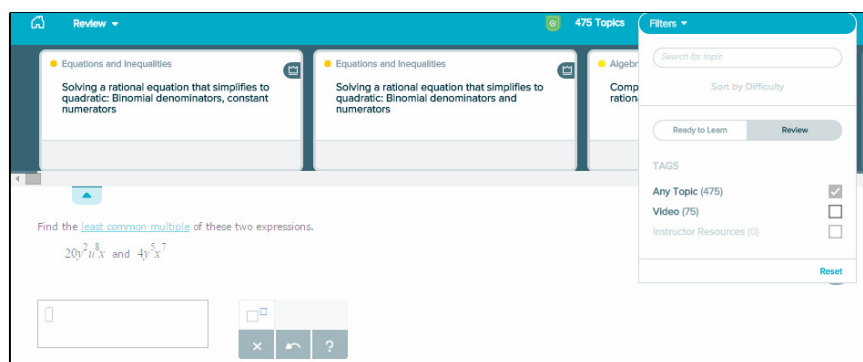 Review
475 Topics
Filters
Equations and Inequalities
Solving a rational equation that simplifies to
quadratic: Binomial denominators, constant
numerators
Equations and Inequalities
Solving a rational equation that simplifies to
quadratic: Binomial denominators and
numerators
Algebr
Comp
ration
Search for topic
Sort by Difficulty
Ready to Learn
Review
TAGS
Any Topic (475)
Video (75)
Instructor Resources (0)
Reset
Find the least common multiple of these two expressions.
20y²u⁸x and 4y⁵x⁷
?